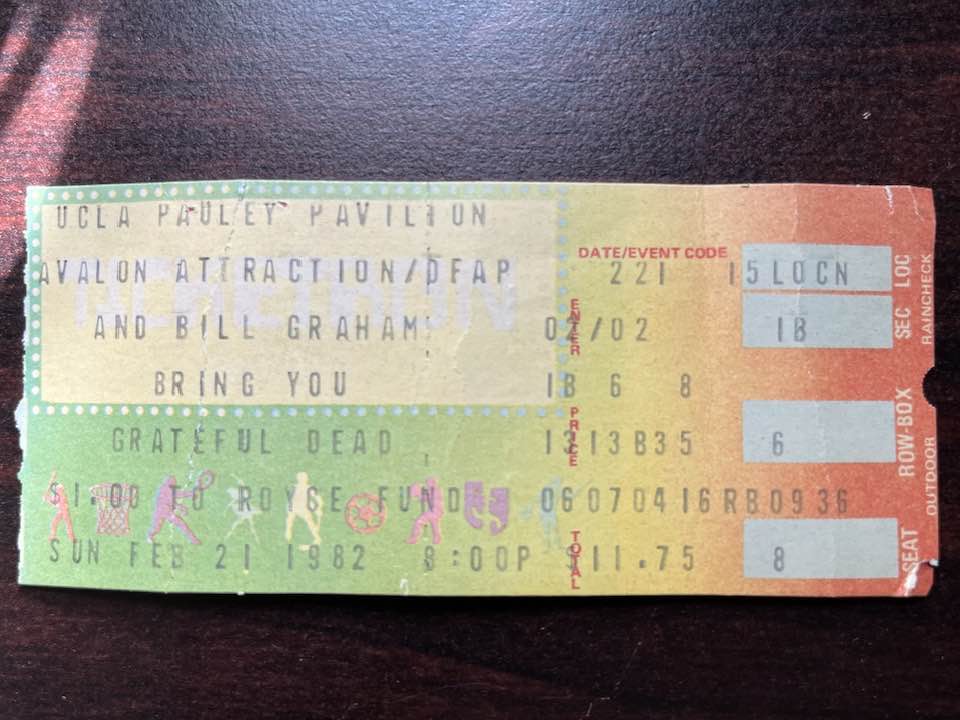 UCLA PAULEY PAVILION
AVALON ATTRACTION/DFAP
AND BILL GRAHAM
BRING YOU
GRATEFUL DEAD
$1.00 TO ROYCE FUND
SUN FEB 21 1982 8:00P $11.75
TICKETRON
DATE/EVENT CODE
221 15LOCN
ENTER
02/02 1B
1B 6 8
PRICE
1313B35 6
06070416RB0936
TOTAL
8
SEC LOC
ROW-BOX
SEAT
RAINCHECK
OUTDOOR